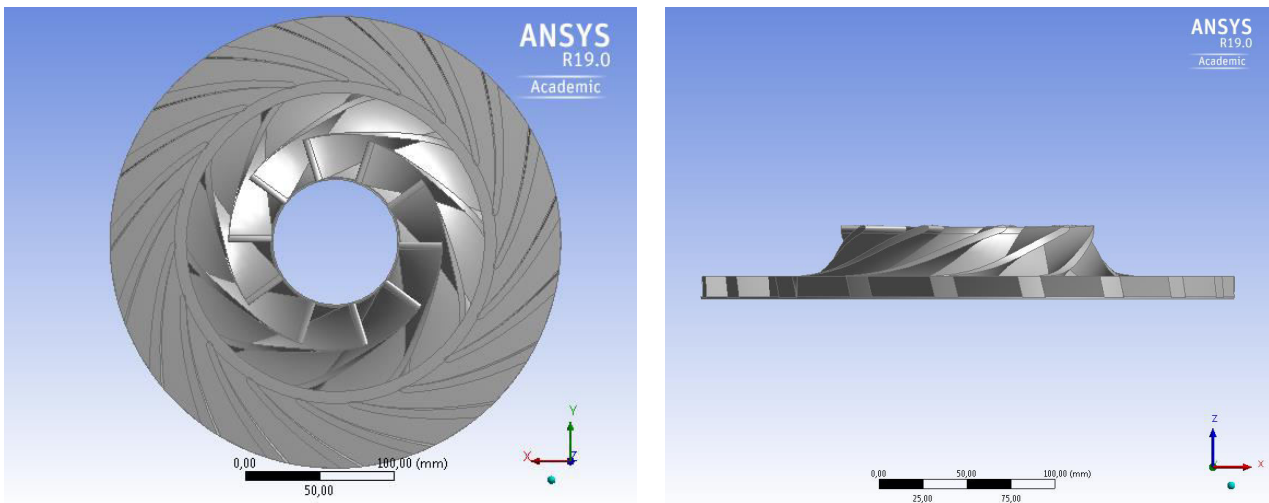 ANSYS
R19.0
Academic
Y
X
Z
0,00
100,00 (mm)
50,00
ANSYS
R19.0
Academic
Z
X
0,00
50,00
100,00 (mm)
25,00
75,00